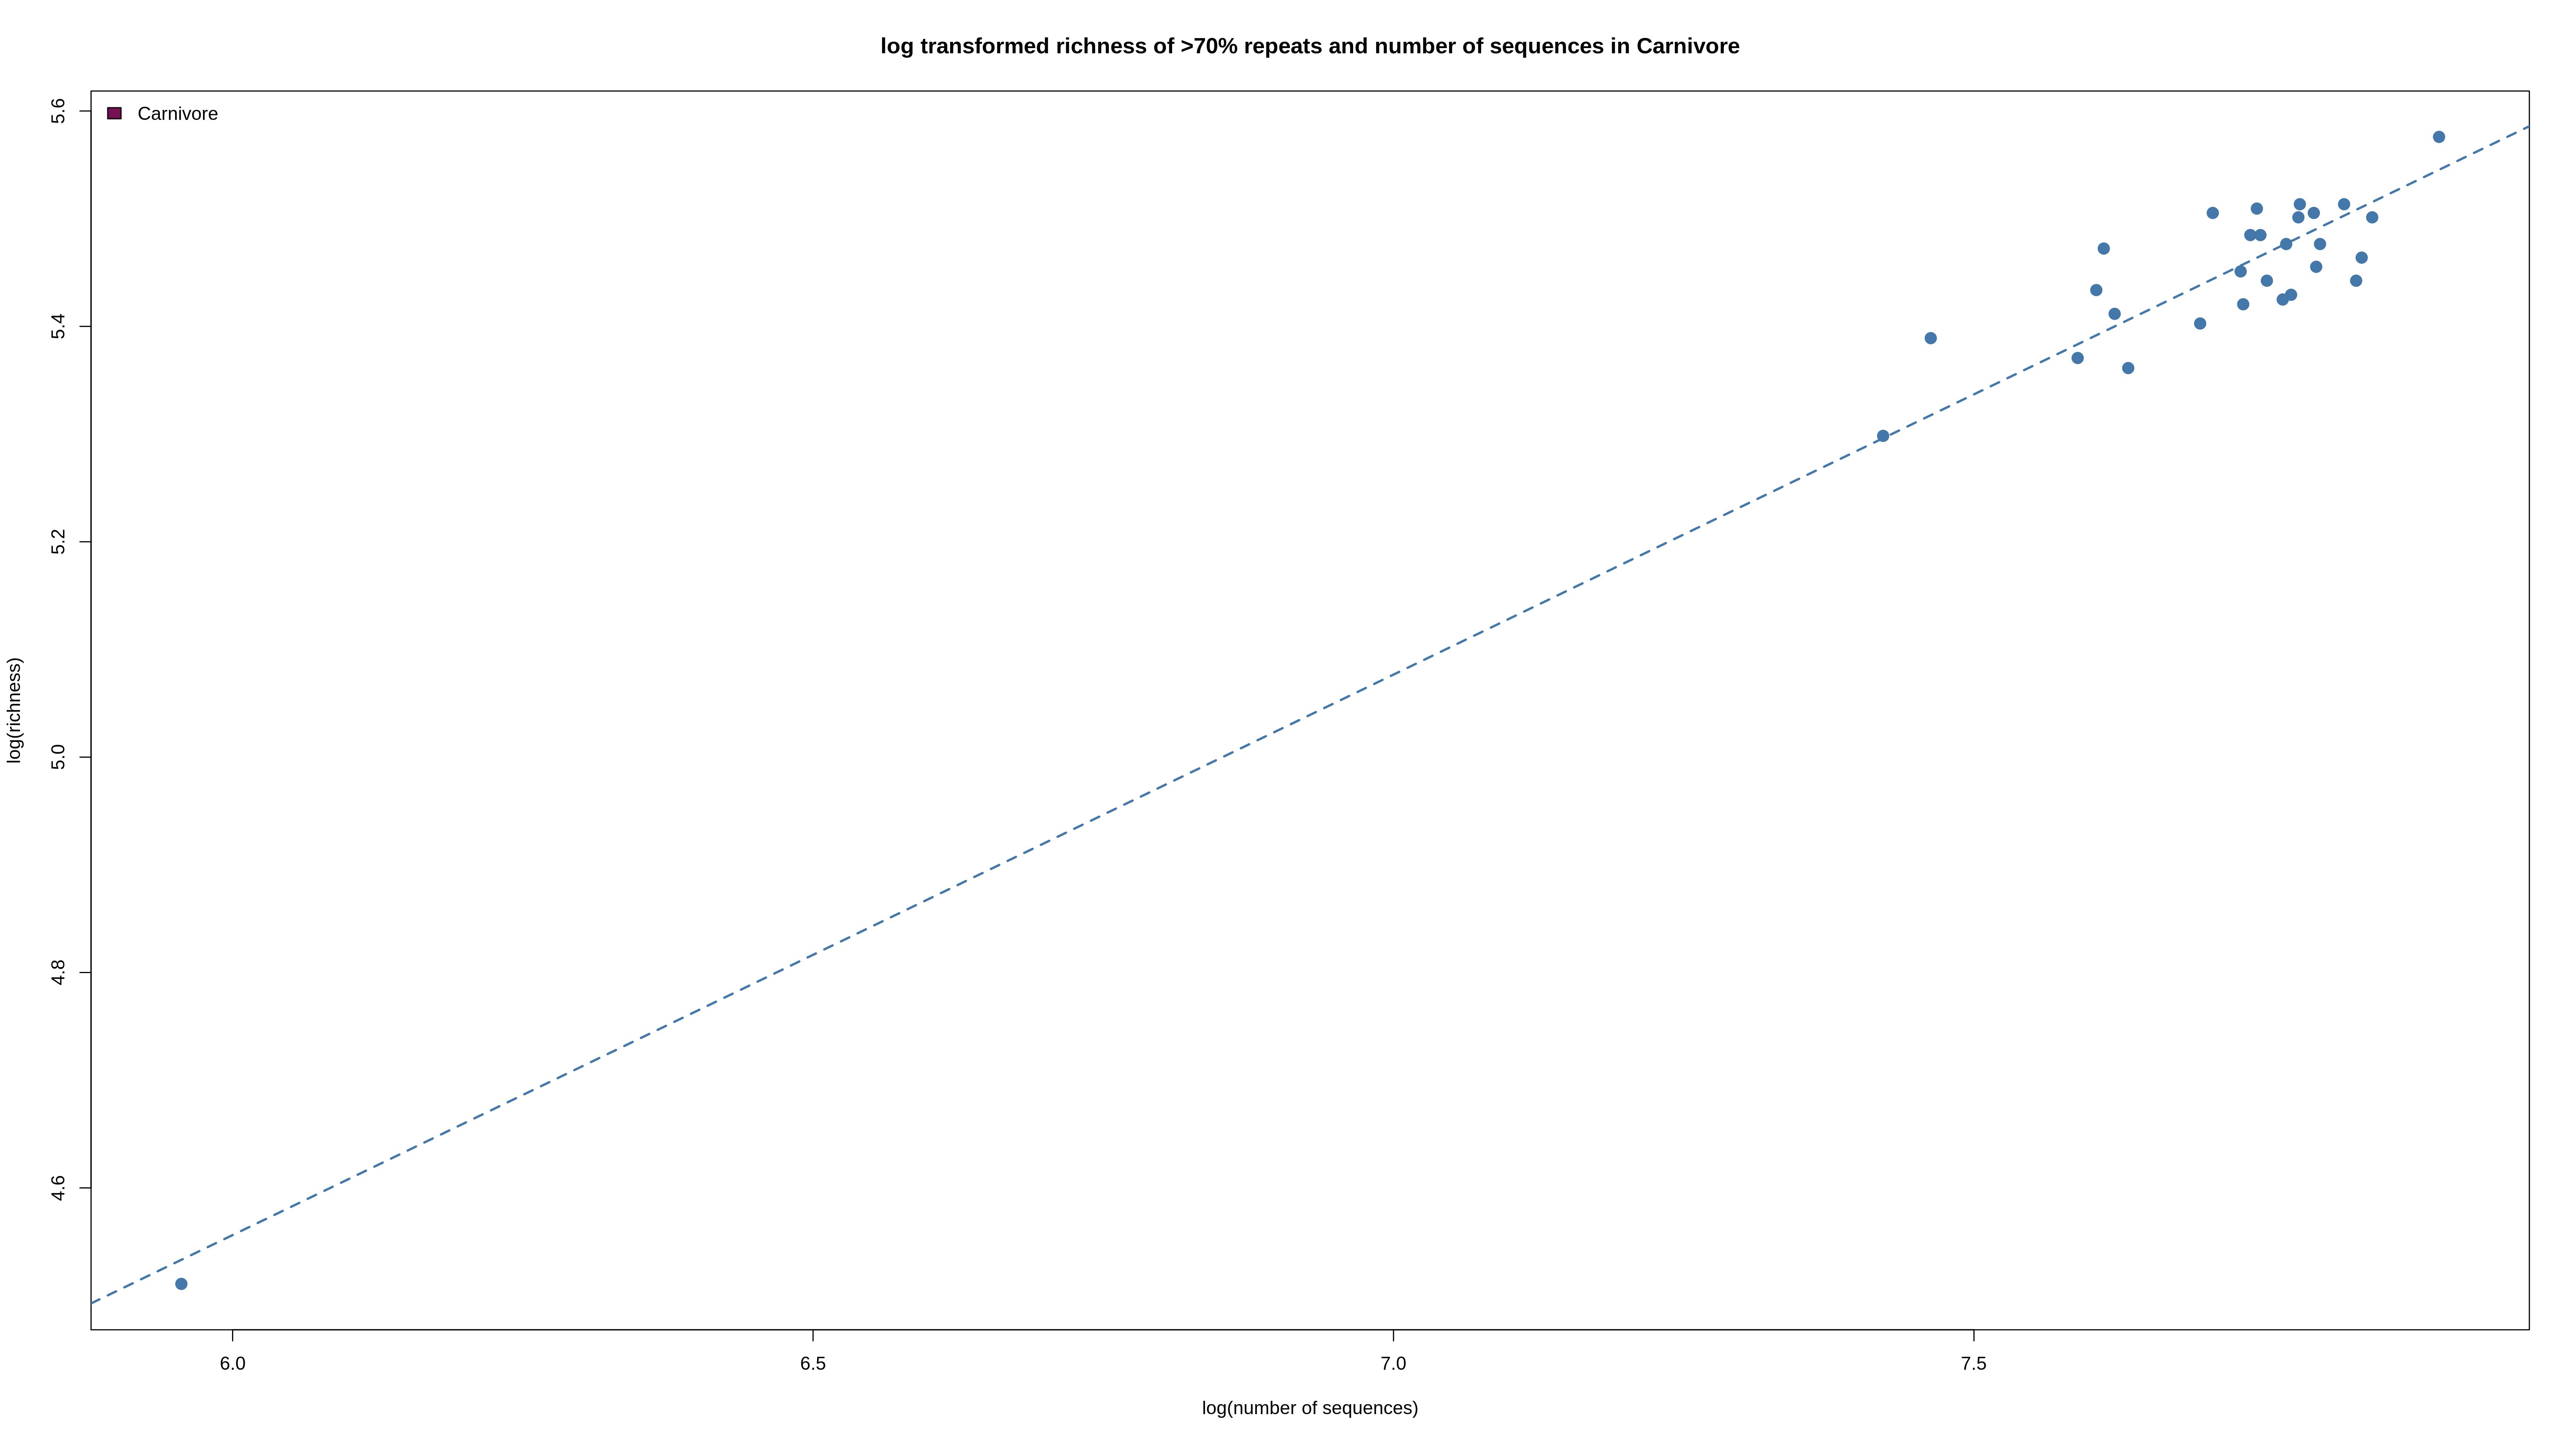 log transformed richness of >70% repeats and number of sequences in Carnivore
Carnivore
5.6
5.4
5.2
5.0
4.8
4.6
log(richness)
6.0
6.5
7.0
7.5
log(number of sequences)